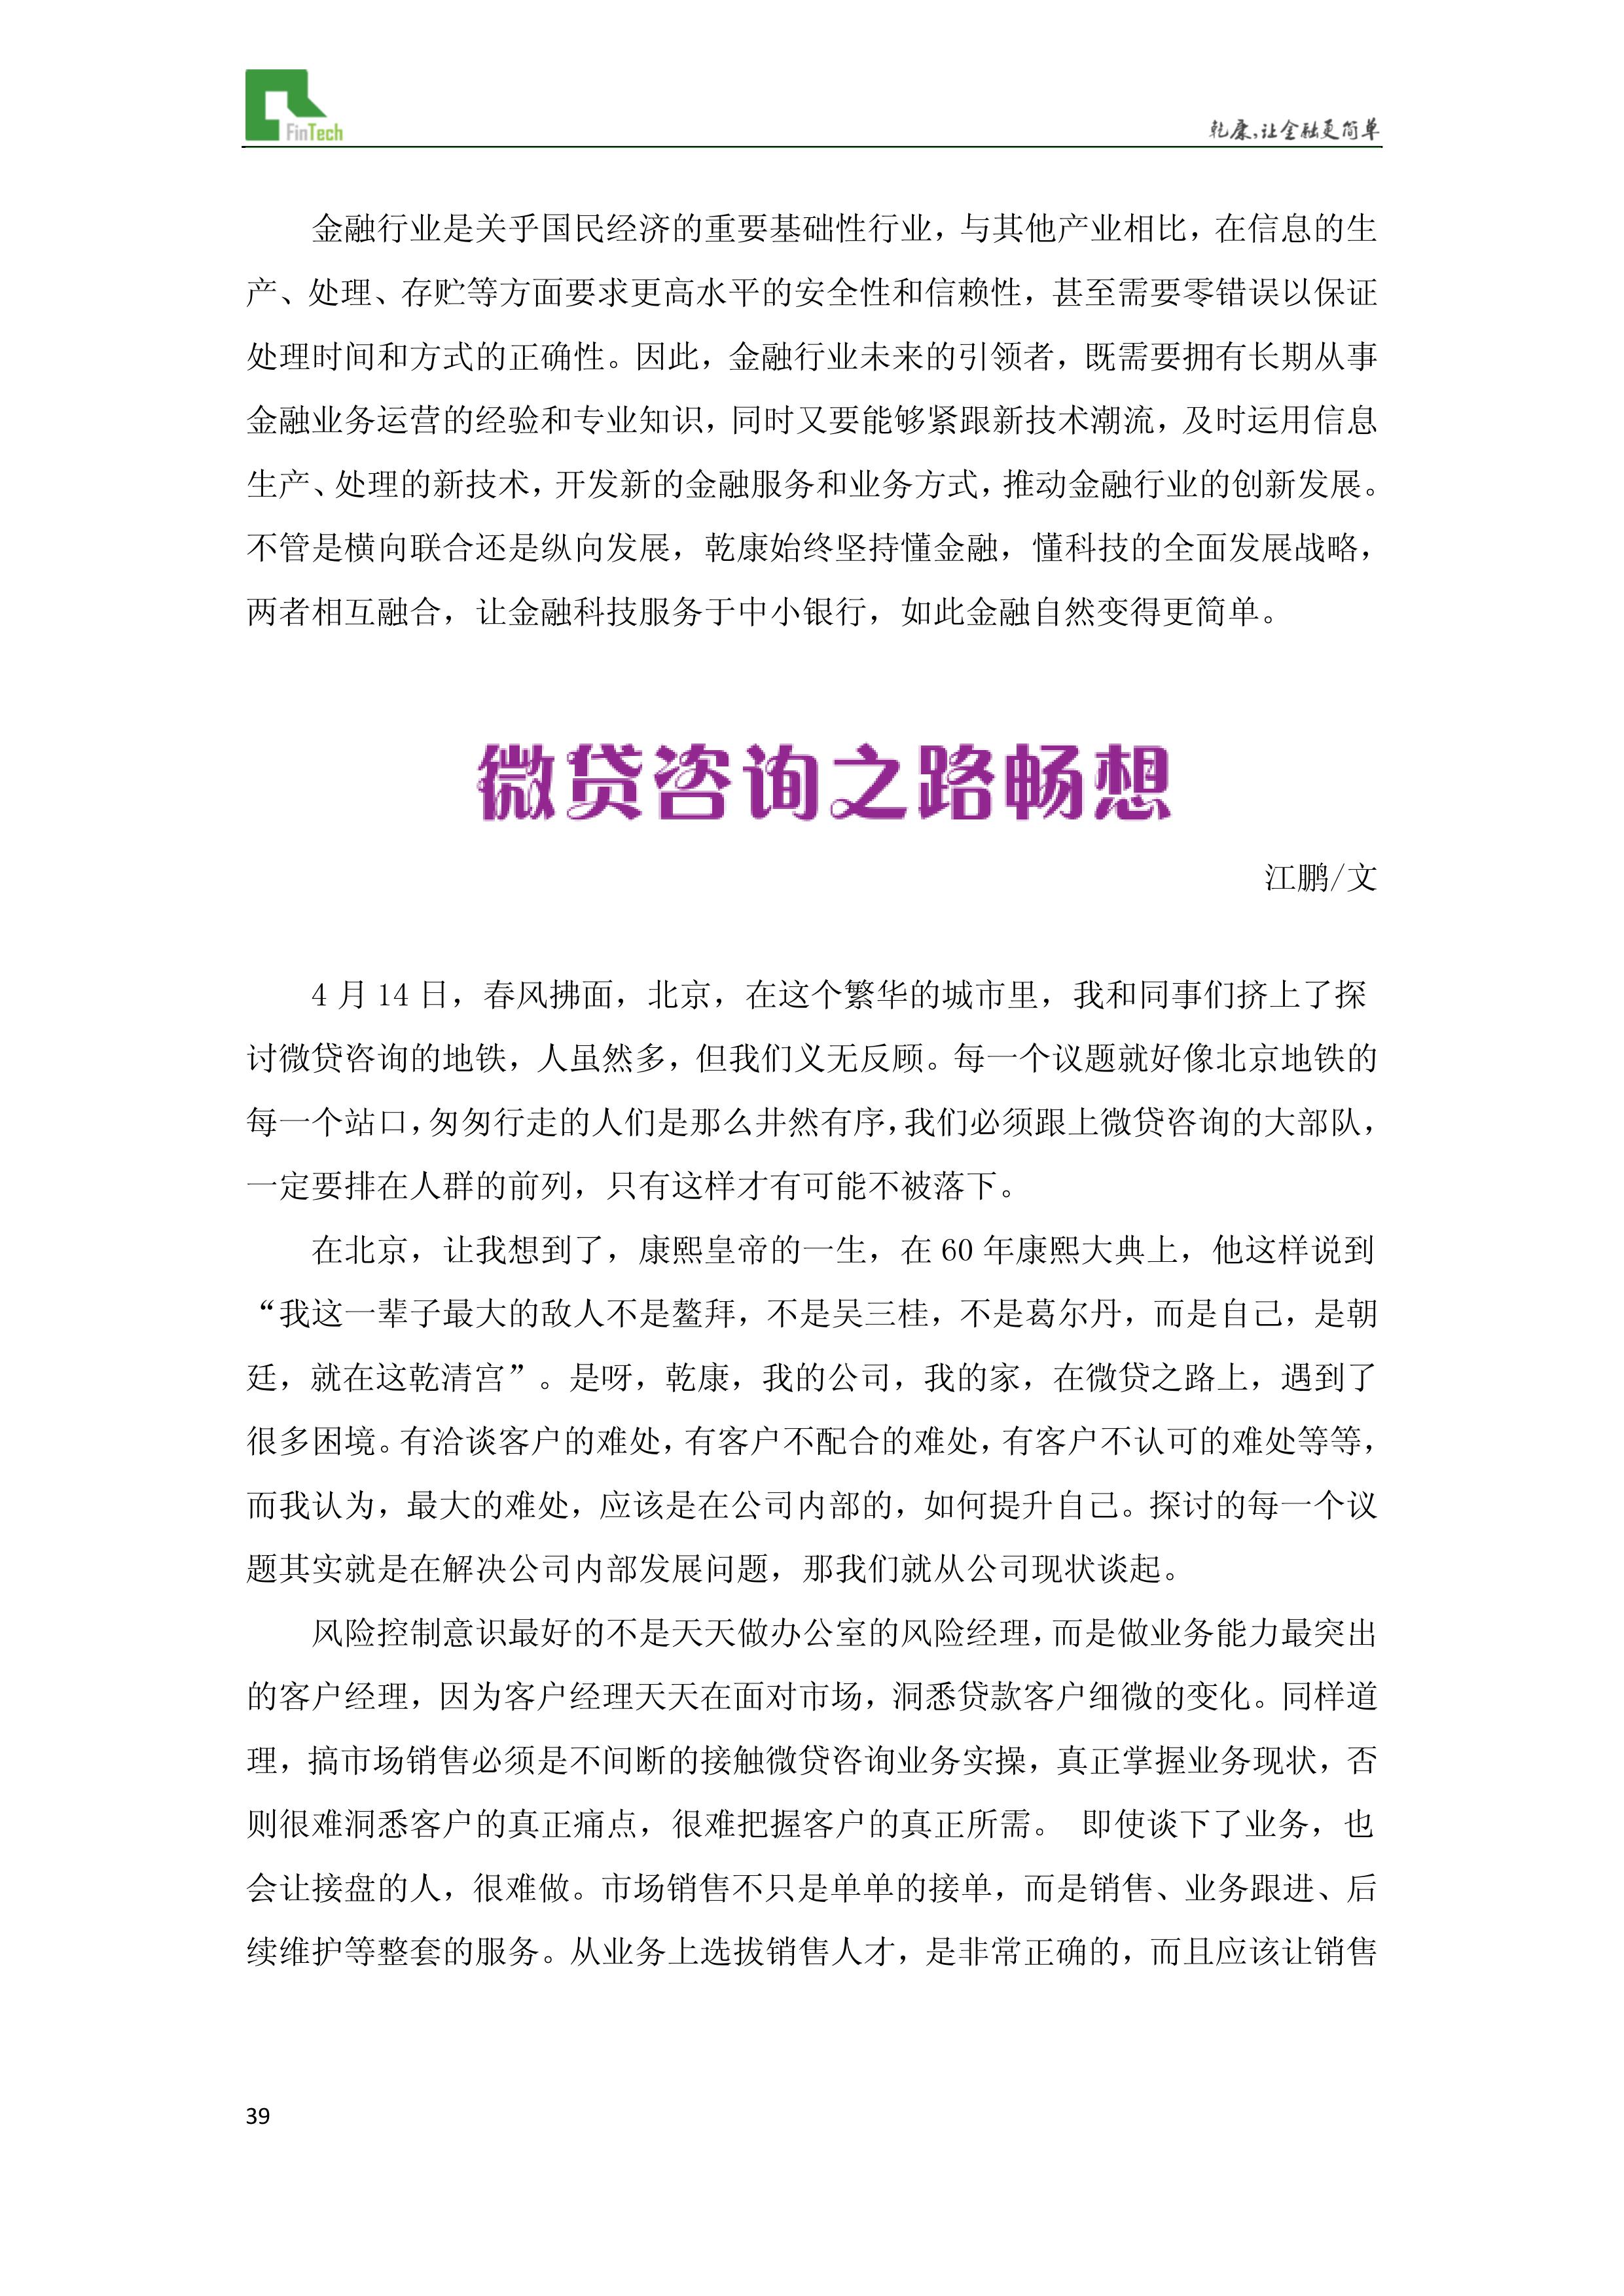 FinTech
乾康,让金融更简单
金融行业是关乎国民经济的重要基础性行业，与其他产业相比，在信息的生
产、处理、存贮等方面要求更高水平的安全性和信赖性，甚至需要零错误以保证
处理时间和方式的正确性。因此，金融行业未来的引领者，既需要拥有长期从事
金融业务运营的经验和专业知识，同时又要能够紧跟新技术潮流，及时运用信息
生产、处理的新技术，开发新的金融服务和业务方式，推动金融行业的创新发展。
不管是横向联合还是纵向发展，乾康始终坚持懂金融，懂科技的全面发展战略，
两者相互融合，让金融科技服务于中小银行，如此金融自然变得更简单。
微贷咨询之路畅想
江鹏/文
4 月 14 日，春风拂面，北京，在这个繁华的城市里，我和同事们挤上了探
讨微贷咨询的地铁，人虽然多，但我们义无反顾。每一个议题就好像北京地铁的
每一个站口，匆匆行走的人们是那么井然有序，我们必须跟上微贷咨询的大部队，
一定要排在人群的前列，只有这样才有可能不被落下。
在北京，让我想到了，康熙皇帝的一生，在 60 年康熙大典上，他这样说到
“我这一辈子最大的敌人不是鳌拜，不是吴三桂，不是葛尔丹，而是自己，是朝
廷，就在这乾清宫”。是呀，乾康，我的公司，我的家，在微贷之路上，遇到了
很多困境。有洽谈客户的难处，有客户不配合的难处，有客户不认可的难处等等，
而我认为，最大的难处，应该是在公司内部的，如何提升自己。探讨的每一个议
题其实就是在解决公司内部发展问题，那我们就从公司现状谈起。
风险控制意识最好的不是天天做办公室的风险经理，而是做业务能力最突出
的客户经理，因为客户经理天天在面对市场，洞悉贷款客户细微的变化。同样道
理，搞市场销售必须是不间断的接触微贷咨询业务实操，真正掌握业务现状，否
则很难洞悉客户的真正痛点，很难把握客户的真正所需。 即使谈下了业务，也
会让接盘的人，很难做。市场销售不只是单单的接单，而是销售、业务跟进、后
续维护等整套的服务。从业务上选拔销售人才，是非常正确的，而且应该让销售
39